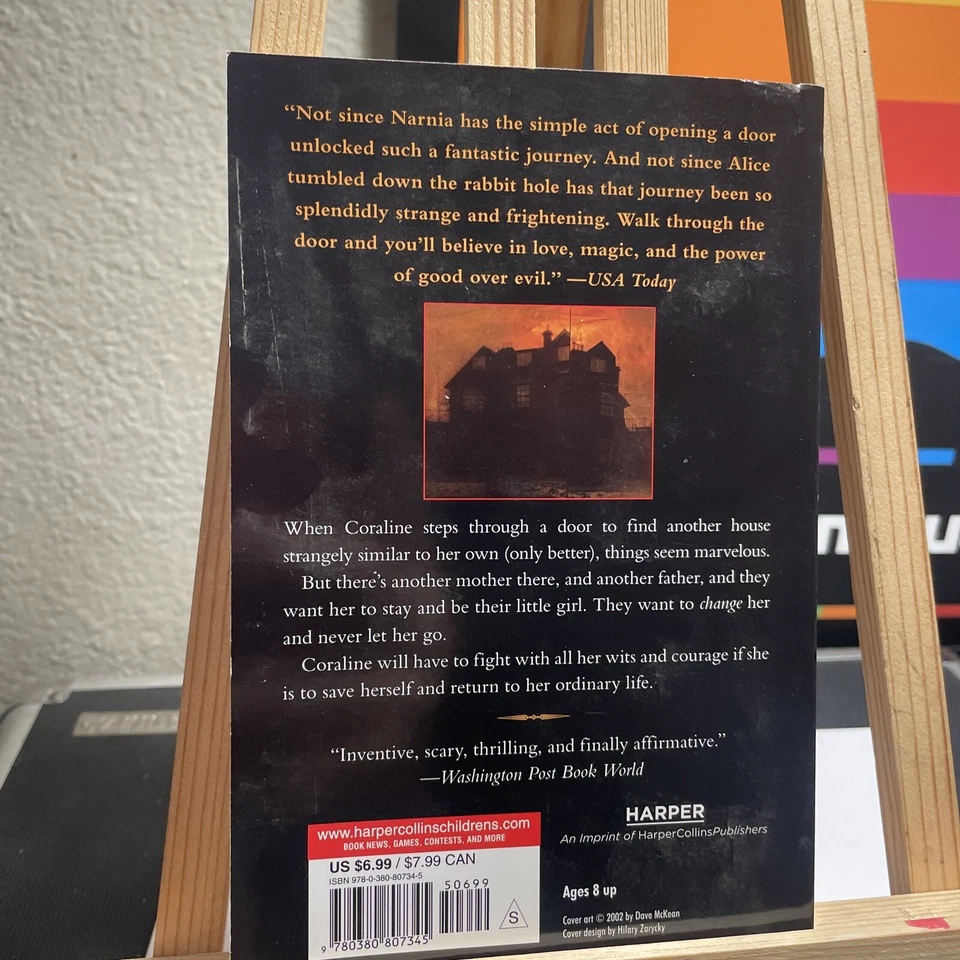 “Not since Narnia has the simple act of opening a door
unlocked such a fantastic journey. And not since Alice
tumbled down the rabbit hole has that journey been so
splendidly strange and frightening. Walk through the
door and you’ll believe in love, magic, and the power
of good over evil.” —USA Today
When Coraline steps through a door to find another house
strangely similar to her own (only better), things seem marvelous.
But there’s another mother there, and another father, and they
want her to stay and be their little girl. They want to change her
and never let her go.
Coraline will have to fight with all her wits and courage if she
is to save herself and return to her ordinary life.
“Inventive, scary, thrilling, and finally affirmative.”
—Washington Post Book World
HARPER
An Imprint of HarperCollinsPublishers
www.harpercollinschildrens.com
BOOK NEWS, GAMES, CONTESTS, AND MORE
US $6.99 / $7.99 CAN
ISBN 978-0-380-80734-5
50699
S
9 780380 807345
Ages 8 up
Cover art © 2002 by Dave McKean
Cover design by Hilary Zarycky